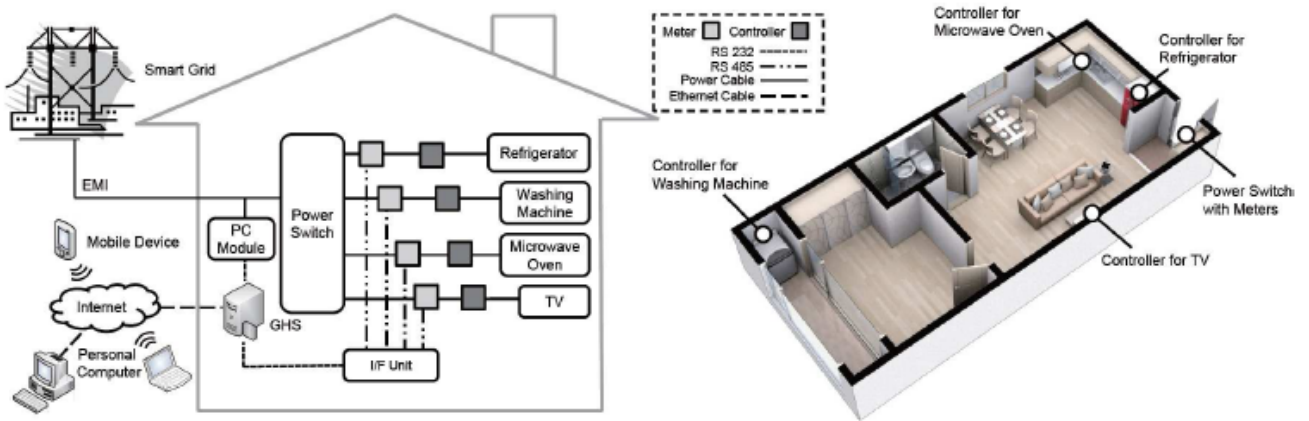 Smart Grid
EMI
Mobile Device
Internet
Personal
Computer
PC
Module
GHS
Power
Switch
I/F Unit
Refrigerator
Washing
Machine
Microwave
Oven
TV
Meter Controller
RS 232
RS 485
Power Cable
Ethernet Cable
Controller for
Microwave Oven
Controller for
Refrigerator
Controller for
Washing Machine
Power Switch
with Meters
Controller for TV